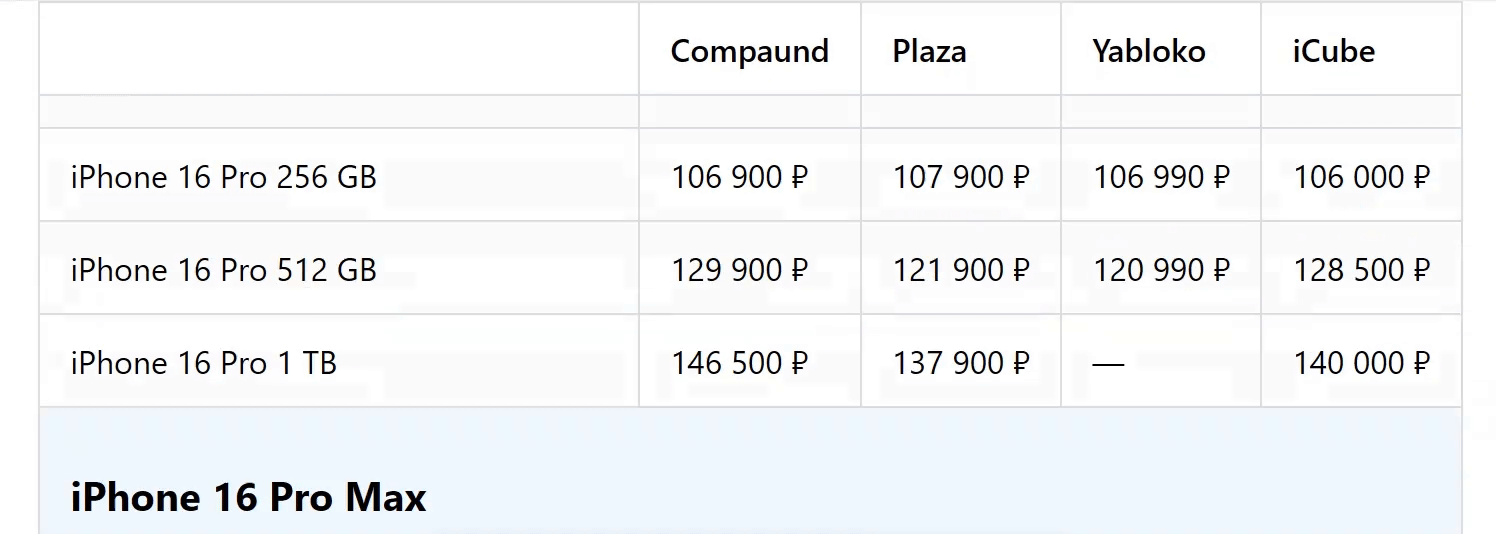 Compaund Plaza Yabloko iCube
iPhone 16 Pro 256 GB 106 900 ₽ 107 900 ₽ 106 990 ₽ 106 000 ₽
iPhone 16 Pro 512 GB 129 900 ₽ 121 900 ₽ 120 990 ₽ 128 500 ₽
iPhone 16 Pro 1 TB 146 500 ₽ 137 900 ₽ — 140 000 ₽
iPhone 16 Pro Max